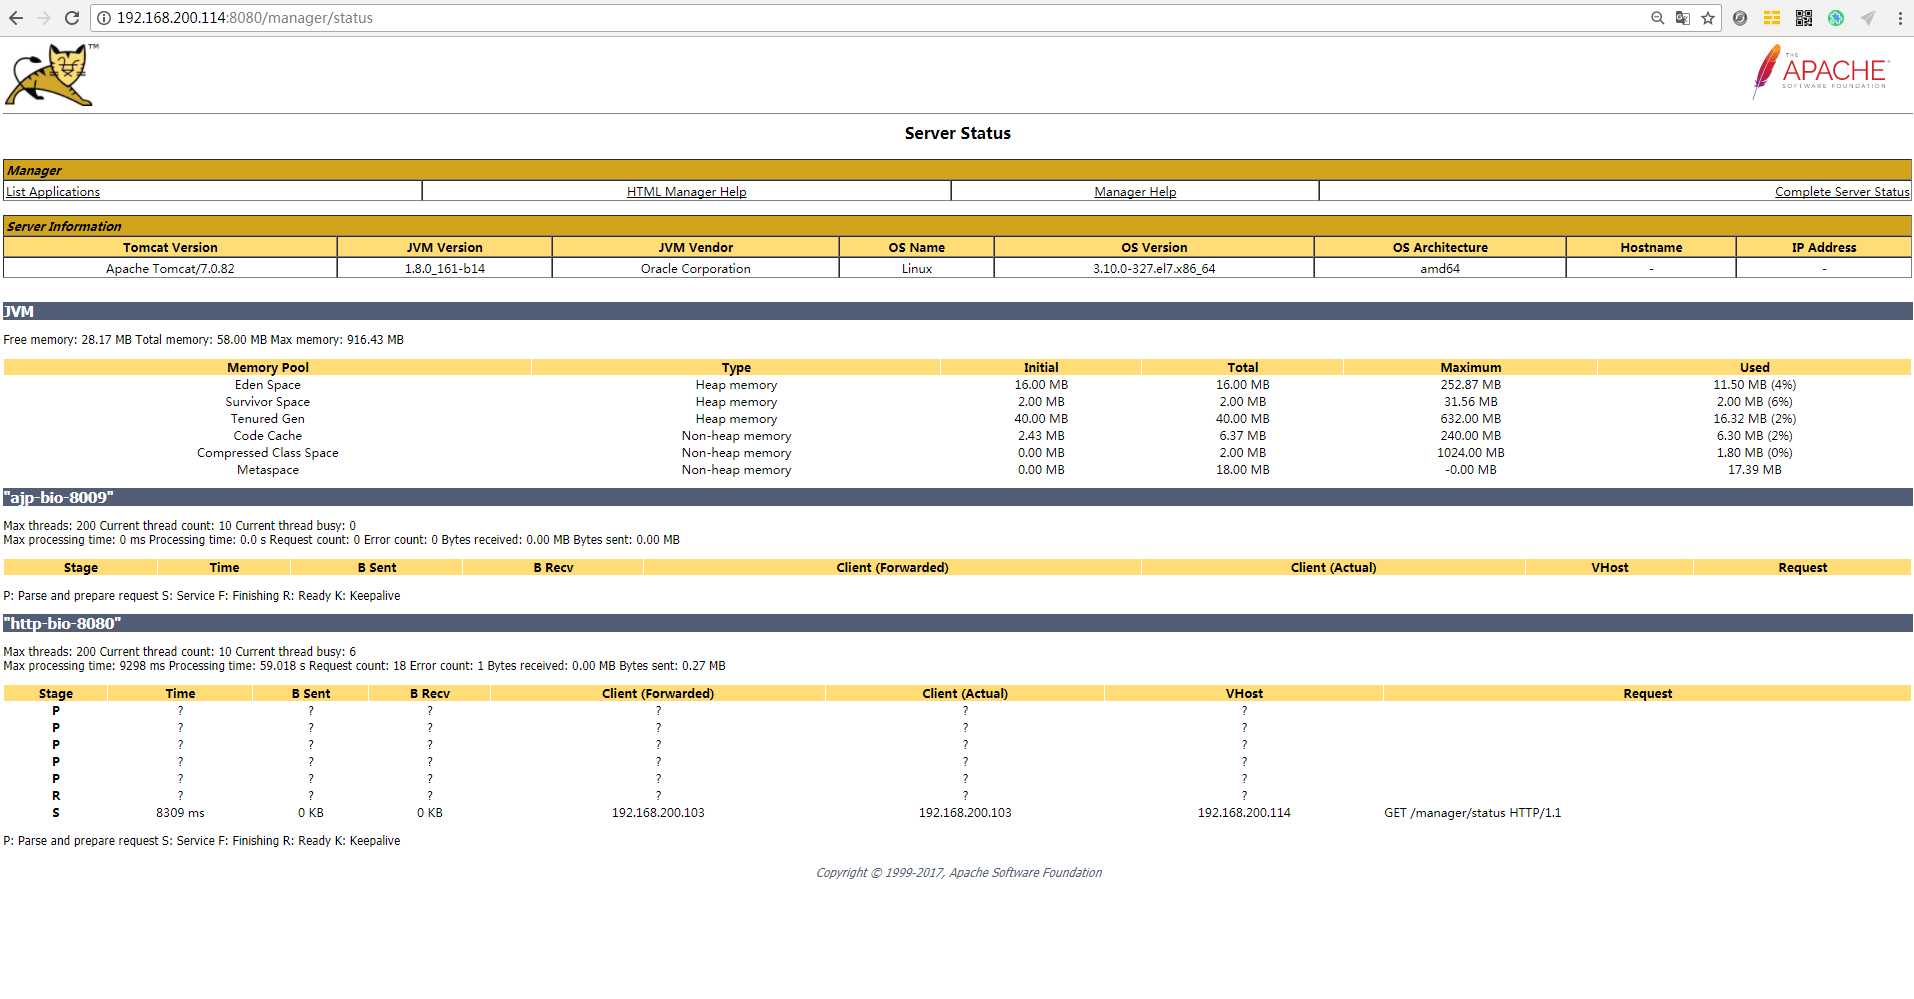 192.168.200.114:8080/manager/status
TM
THE
APACHE
SOFTWARE FOUNDATION
Server Status
Manager
List Applications HTML Manager Help Manager Help Complete Server Status
Server Information
Tomcat Version JVM Version JVM Vendor OS Name OS Version OS Architecture Hostname IP Address
Apache Tomcat/7.0.82 1.8.0_161-b14 Oracle Corporation Linux 3.10.0-327.el7.x86_64 amd64 - -
JVM
Free memory: 28.17 MB Total memory: 58.00 MB Max memory: 916.43 MB
Memory Pool Type Initial Total Maximum Used
Eden Space Heap memory 16.00 MB 16.00 MB 252.87 MB 11.50 MB (4%)
Survivor Space Heap memory 2.00 MB 2.00 MB 31.56 MB 2.00 MB (6%)
Tenured Gen Heap memory 40.00 MB 40.00 MB 632.00 MB 16.32 MB (2%)
Code Cache Non-heap memory 2.43 MB 6.37 MB 240.00 MB 6.30 MB (2%)
Compressed Class Space Non-heap memory 0.00 MB 2.00 MB 1024.00 MB 1.80 MB (0%)
Metaspace Non-heap memory 0.00 MB 18.00 MB -0.00 MB 17.39 MB
"ajp-bio-8009"
Max threads: 200 Current thread count: 10 Current thread busy: 0
Max processing time: 0 ms Processing time: 0.0 s Request count: 0 Error count: 0 Bytes received: 0.00 MB Bytes sent: 0.00 MB
Stage Time B Sent B Recv Client (Forwarded) Client (Actual) VHost Request
P: Parse and prepare request S: Service F: Finishing R: Ready K: Keepalive
"http-bio-8080"
Max threads: 200 Current thread count: 10 Current thread busy: 6
Max processing time: 9298 ms Processing time: 59.018 s Request count: 18 Error count: 1 Bytes received: 0.00 MB Bytes sent: 0.27 MB
Stage Time B Sent B Recv Client (Forwarded) Client (Actual) VHost Request
P ? ? ? ? ? ?
P ? ? ? ? ? ?
P ? ? ? ? ? ?
P ? ? ? ? ? ?
P ? ? ? ? ? ?
R ? ? ? ? ? ?
S 8309 ms 0 KB 0 KB 192.168.200.103 192.168.200.103 192.168.200.114 GET /manager/status HTTP/1.1
P: Parse and prepare request S: Service F: Finishing R: Ready K: Keepalive
Copyright © 1999-2017, Apache Software Foundation